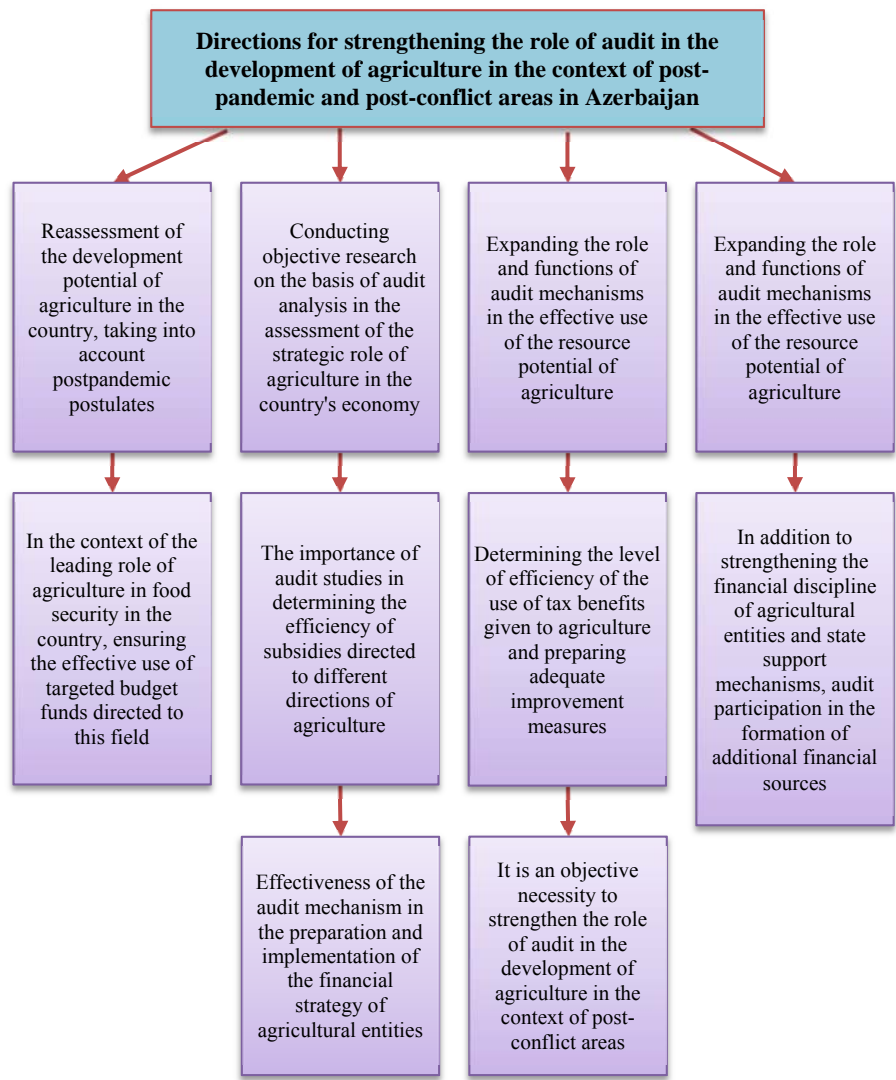 Directions for strengthening the role of audit in the
development of agriculture in the context of post-
pandemic and post-conflict areas in Azerbaijan
Reassessment of
the development
potential of
agriculture in the
country, taking into
account
postpandemic
postulates
Conducting
objective research
on the basis of audit
analysis in the
assessment of the
strategic role of
agriculture in the
country's economy
Expanding the role
and functions of
audit mechanisms
in the effective use
of the resource
potential of
agriculture
Expanding the role
and functions of
audit mechanisms
in the effective use
of the resource
potential of
agriculture
In the context of the
leading role of
agriculture in food
security in the
country, ensuring
the effective use of
targeted budget
funds directed to
this field
The importance of
audit studies in
determining the
efficiency of
subsidies directed
to different
directions of
agriculture
Determining the level
of efficiency of the
use of tax benefits
given to agriculture
and preparing
adequate
improvement
measures
In addition to
strengthening the
financial discipline
of agricultural
entities and state
support
mechanisms, audit
participation in the
formation of
additional financial
sources
Effectiveness of the
audit mechanism in
the preparation and
implementation of
the financial
strategy of
agricultural entities
It is an objective
necessity to
strengthen the role
of audit in the
development of
agriculture in the
context of post-
conflict areas